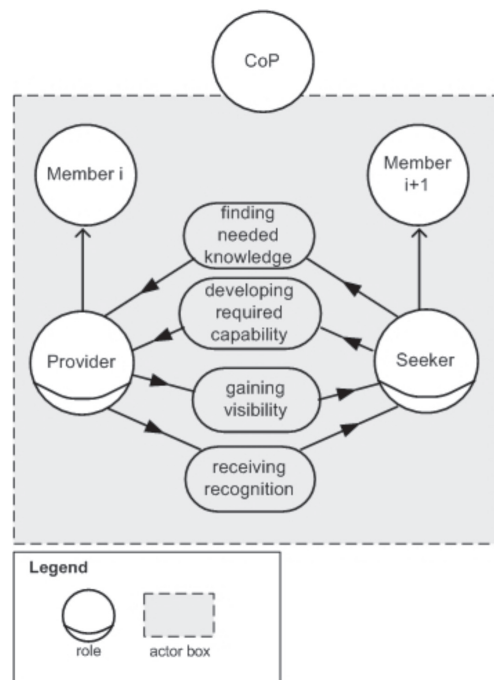 CoP
Member i
Member
i+1
finding
needed
knowledge
developing
required
capability
Provider
Seeker
gaining
visibility
receiving
recognition
Legend
role
actor box